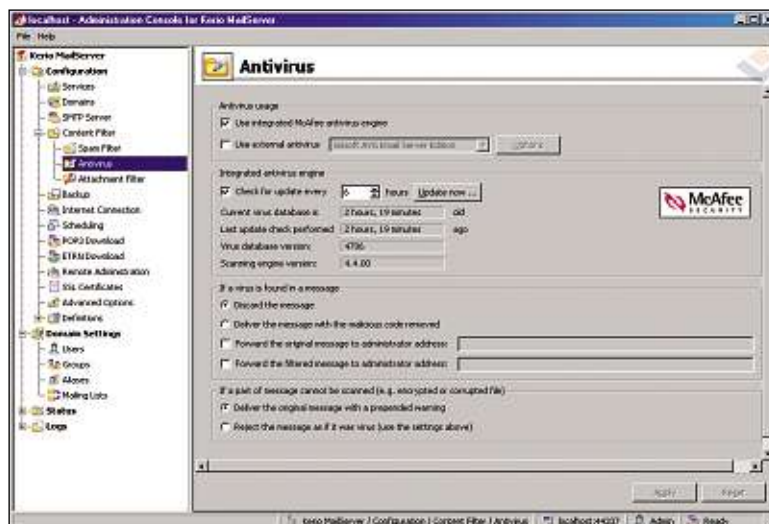 localhost - Administration Console for Kerio MailServer
File Help
Kerio MailServer
Configuration
Services
Domains
SMTP Server
Content Filter
Spam Filter
Antivirus
Attachment Filter
Backup
Internet Connection
Scheduling
POP3 Download
ETRN Download
Remote Administration
SSL Certificates
Advanced Options
Definitions
Domain Settings
Users
Groups
Aliases
Mailing Lists
Status
Logs
Antivirus
Antivirus usage
Use integrated McAfee antivirus engine
Use external antivirus Email Server Edition Options
Integrated antivirus engine
Check for update every 6 hours Update now ...
McAfee
SECURITY
Current virus database is: 2 hours, 19 minutes old
Last update check performed 2 hours, 19 minutes ago
Virus database version: 4706
Scanning engine version: 4.4.00
If a virus is found in a message
Discard the message
Deliver the message with the malicious code removed
Forward the original message to administrator address:
Forward the filtered message to administrator address:
If a part of message cannot be scanned (e.g. encrypted or corrupted file)
Deliver the original message with a prepended warning
Reject the message as if it was virus (use the settings above)
Apply Reset
Kerio MailServer / Configuration / Content Filter / Antivirus localhost:44337 Admin Ready